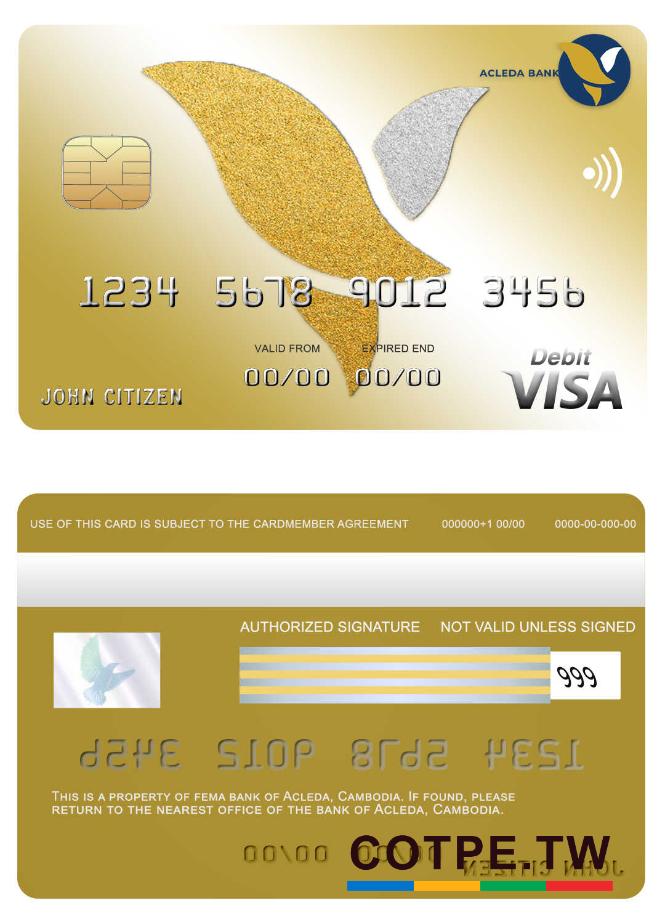 ACLEDA BANK
1234 5678 9012 3456
VALID FROM EXPIRED END
00/00 00/00
JOHN CITIZEN
Debit
VISA
USE OF THIS CARD IS SUBJECT TO THE CARDMEMBER AGREEMENT 000000+1 00/00 0000-00-000-00
AUTHORIZED SIGNATURE NOT VALID UNLESS SIGNED
999
THIS IS A PROPERTY OF FEMA BANK OF ACLEDA, CAMBODIA. IF FOUND, PLEASE
RETURN TO THE NEAREST OFFICE OF THE BANK OF ACLEDA, CAMBODIA.
COTPE.TW